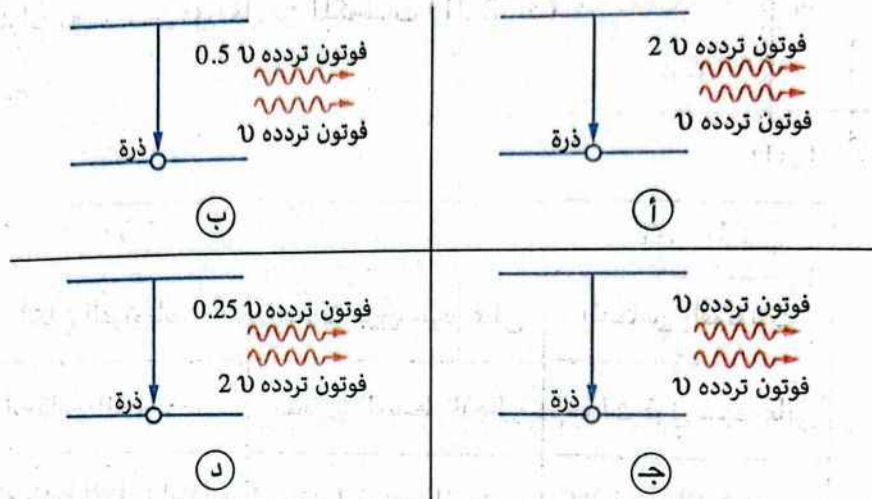 فوتون تردده 2 υ
فوتون تردده υ
ذرة
أ
فوتون تردده 0.5 υ
فوتون تردده υ
ذرة
ب
فوتون تردده υ
فوتون تردده υ
ذرة
جـ
فوتون تردده 0.25 υ
فوتون تردده 2 υ
ذرة
د